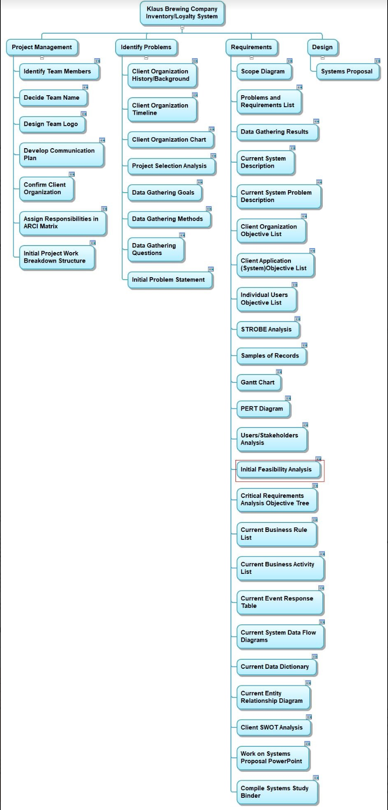 Klaus Brewing Company
Inventory/Loyalty System
Project Management
Identify Problems
Requirements
Design
Identify Team Members
Decide Team Name
Design Team Logo
Develop Communication
Plan
Confirm Client
Organization
Assign Responsibilities in
ARCI Matrix
Initial Project Work
Breakdown Structure
Client Organization
History/Background
Client Organization
Timeline
Client Organization Chart
Project Selection Analysis
Data Gathering Goals
Data Gathering Methods
Data Gathering
Questions
Initial Problem Statement
Scope Diagram
Problems and
Requirements List
Data Gathering Results
Current System
Description
Current System Problem
Description
Client Organization
Objective List
Client Application
(System)Objective List
Individual Users
Objective List
STROBE Analysis
Samples of Records
Gantt Chart
PERT Diagram
Users/Stakeholders
Analysis
Initial Feasibility Analysis
Critical Requirements
Analysis Objective Tree
Current Business Rule
List
Current Business Activity
List
Current Event Response
Table
Current System Data Flow
Diagrams
Current Data Dictionary
Current Entity
Relationship Diagram
Client SWOT Analysis
Work on Systems
Proposal PowerPoint
Compile Systems Study
Binder
Systems Proposal